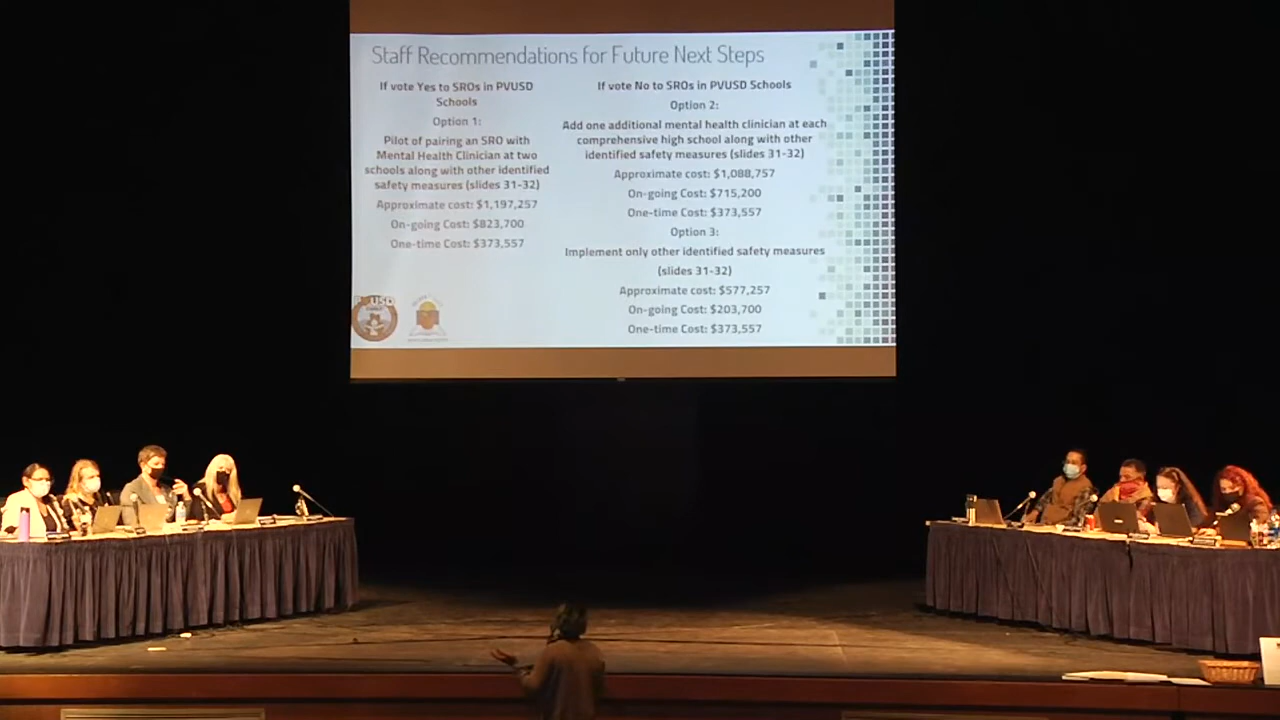 Staff Recommendations for Future Next Steps
If vote Yes to SROs in PVUSD
Schools
Option 1:
Pilot of pairing an SRO with
Mental Health Clinician at two
schools along with other identified
safety measures (slides 31-32)
Approximate cost: $1,197,257
On-going Cost: $823,700
One-time Cost: $373,557
If vote No to SROs in PVUSD Schools
Option 2:
Add one additional mental health clinician at each
comprehensive high school along with other
identified safety measures (slides 31-32)
Approximate cost: $1,088,757
On-going Cost: $715,200
One-time Cost: $373,557
Option 3:
Implement only other identified safety measures
(slides 31-32)
Approximate cost: $577,257
On-going Cost: $203,700
One-time Cost: $373,557